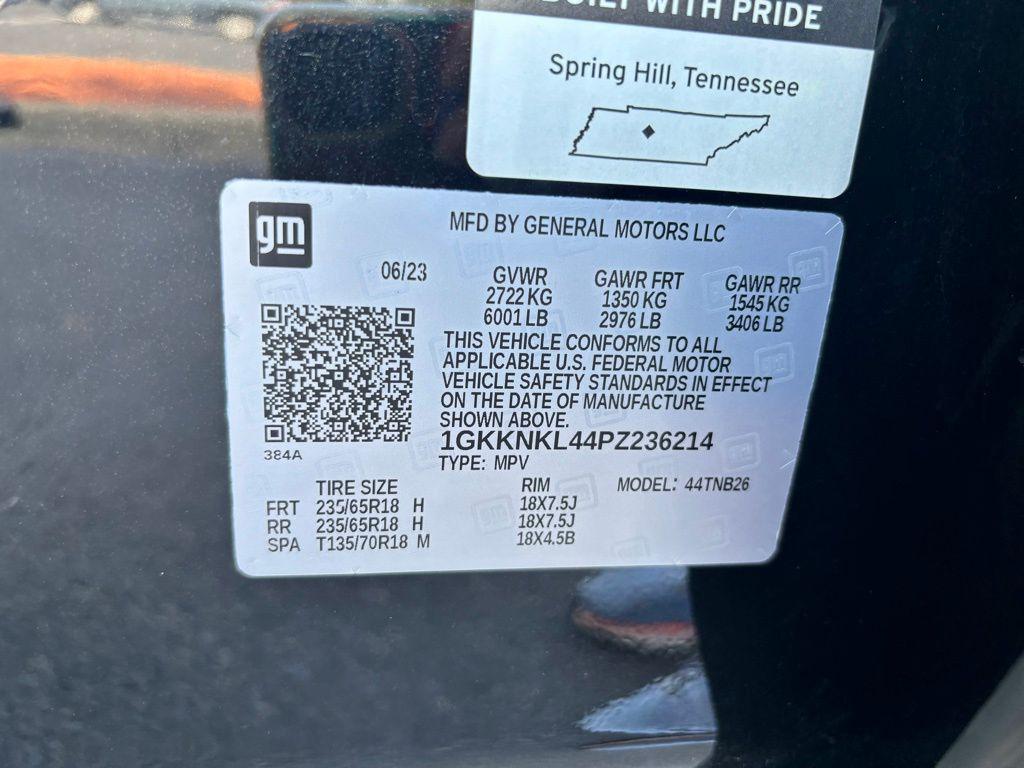 BUILT WITH PRIDE
Spring Hill, Tennessee
gm
MFD BY GENERAL MOTORS LLC
06/23
GVWR GAWR FRT GAWR RR
2722 KG 1350 KG 1545 KG
6001 LB 2976 LB 3406 LB
THIS VEHICLE CONFORMS TO ALL
APPLICABLE U.S. FEDERAL MOTOR
VEHICLE SAFETY STANDARDS IN EFFECT
ON THE DATE OF MANUFACTURE
SHOWN ABOVE.
1GKKNKL44PZ236214
384A
TYPE: MPV
TIRE SIZE RIM MODEL: 44TNB26
FRT 235/65R18 H 18X7.5J
RR 235/65R18 H 18X7.5J
SPA T135/70R18 M 18X4.5B